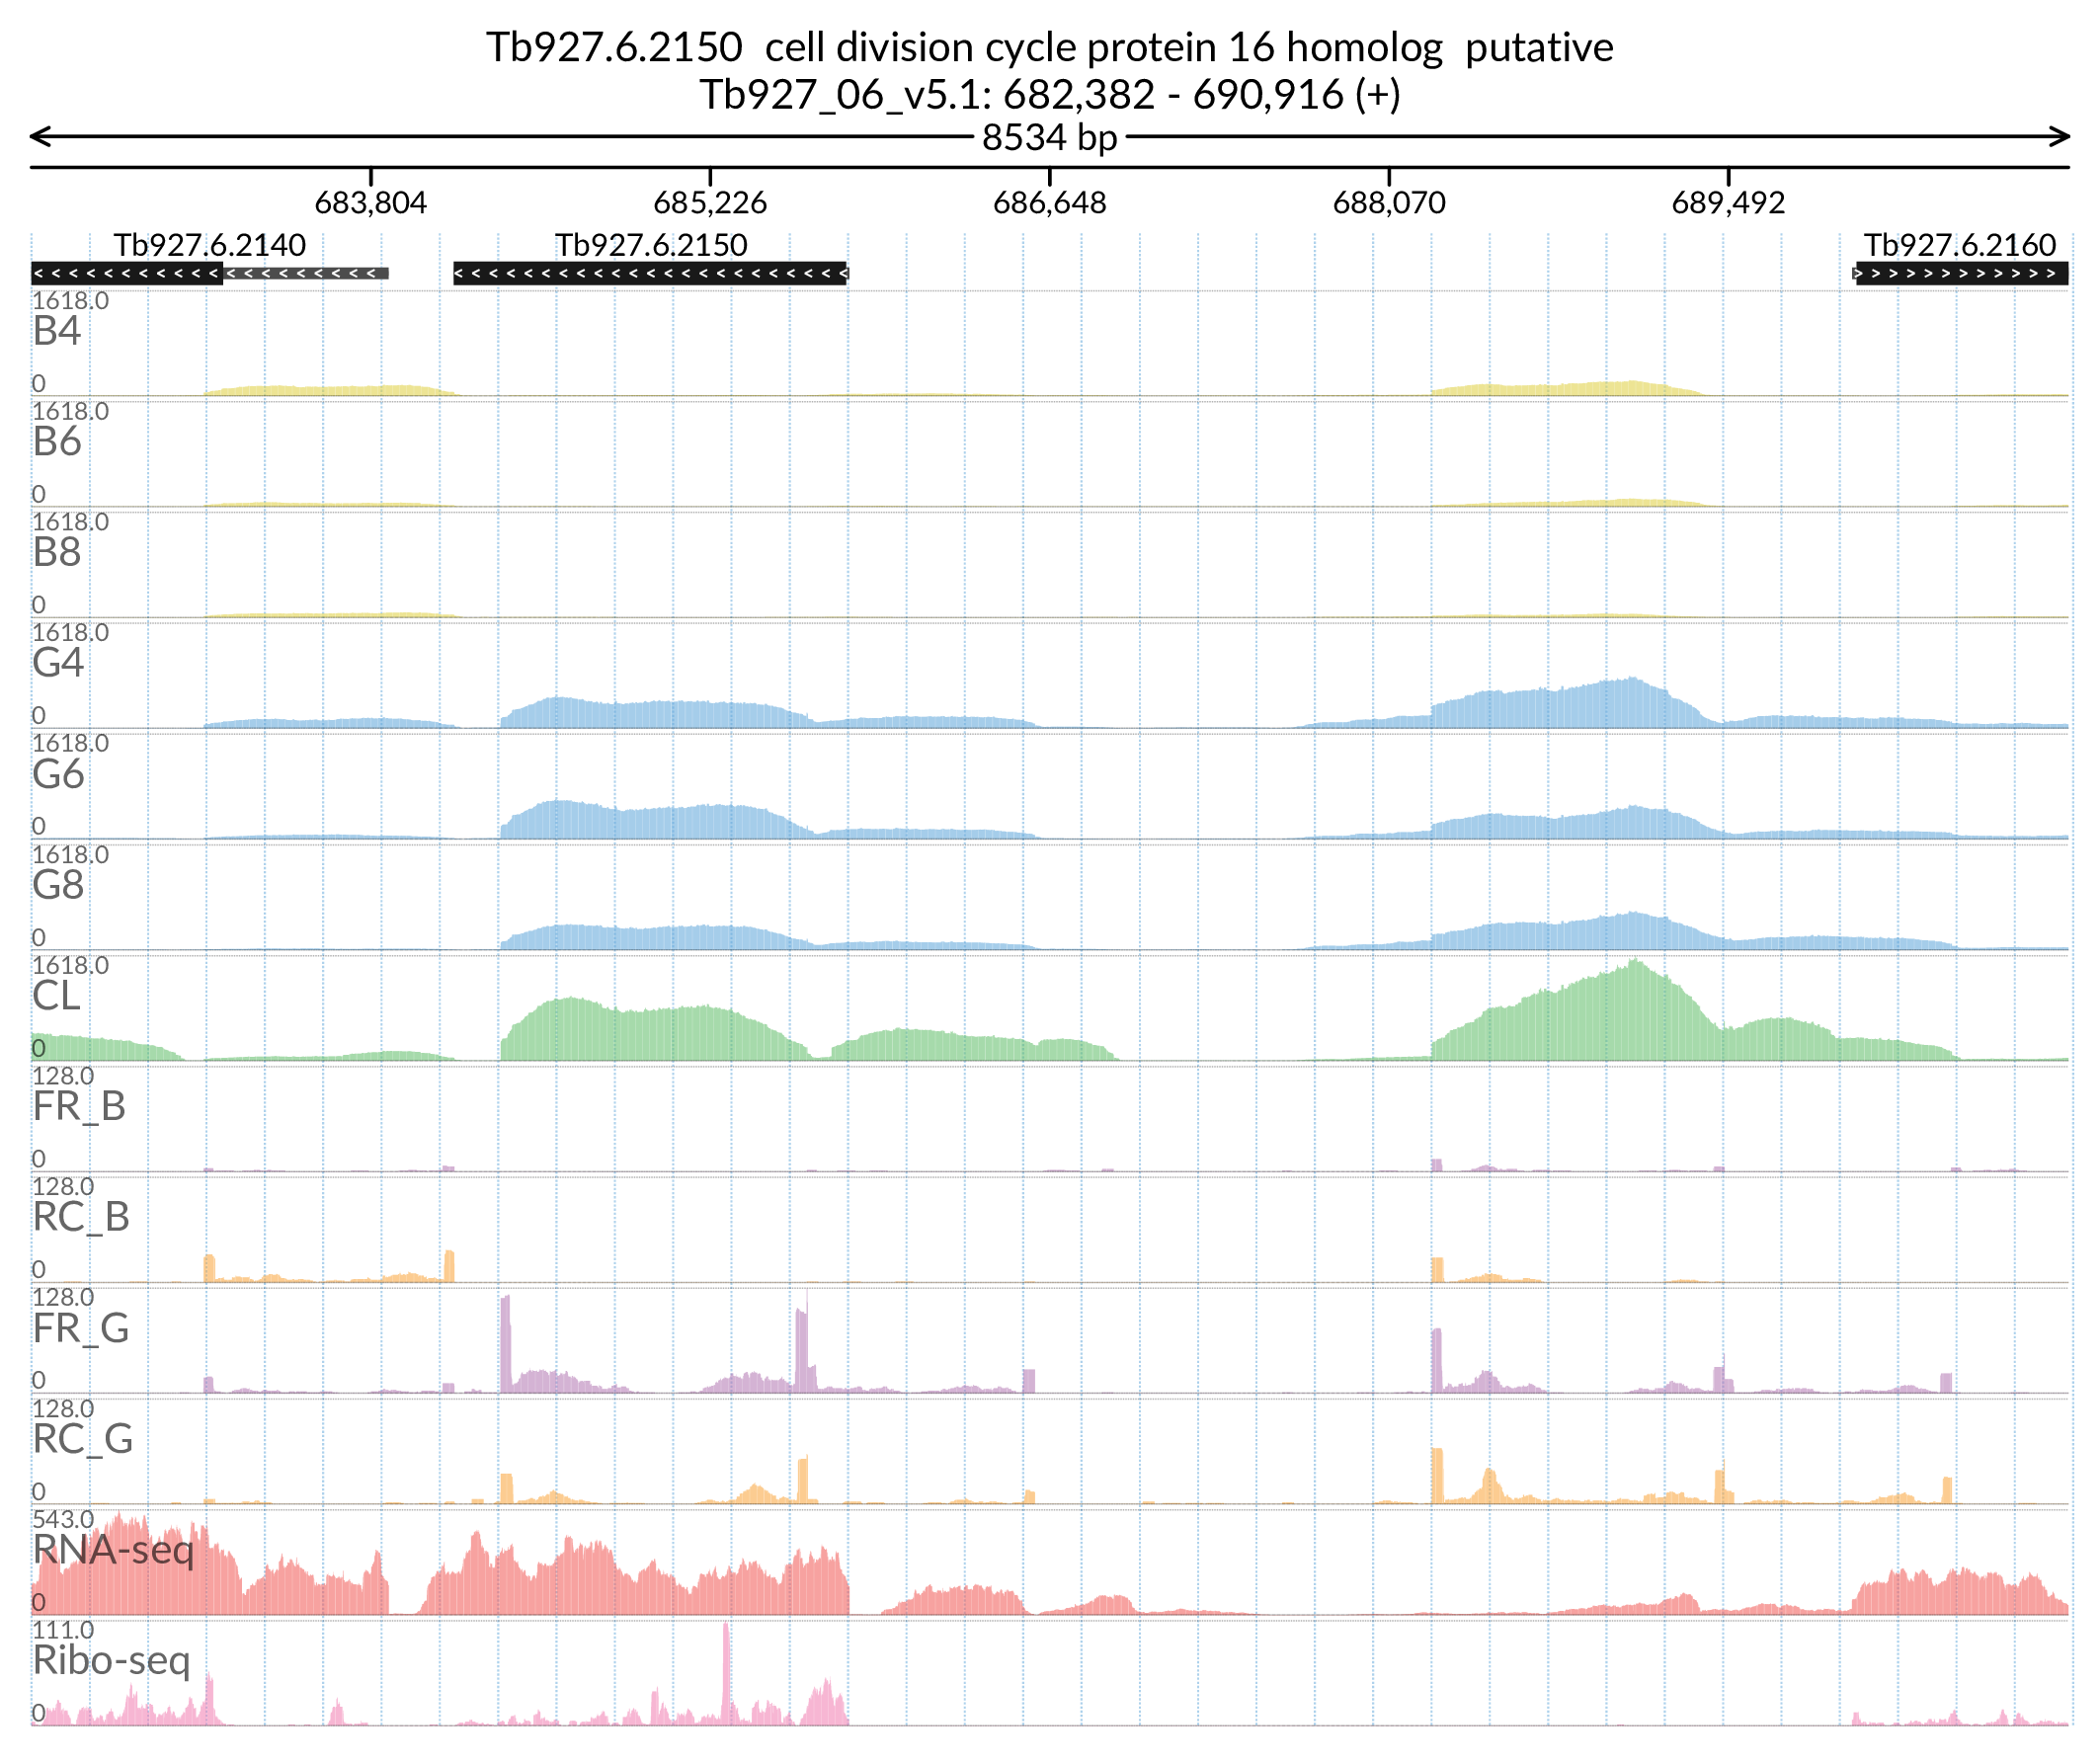 Tb927.6.2150 cell division cycle protein 16 homolog putative
Tb927_06_v5.1: 682,382 - 690,916 (+)
8534 bp
683,804 685,226 686,648 688,070 689,492
Tb927.6.2140 Tb927.6.2150 Tb927.6.2160
1618.0
B4
0
1618.0
B6
0
1618.0
B8
0
1618.0
G4
0
1618.0
G6
0
1618.0
G8
0
1618.0
CL
0
128.0
FR_B
0
128.0
RC_B
0
128.0
FR_G
0
128.0
RC_G
0
543.0
RNA-seq
0
111.0
Ribo-seq
0